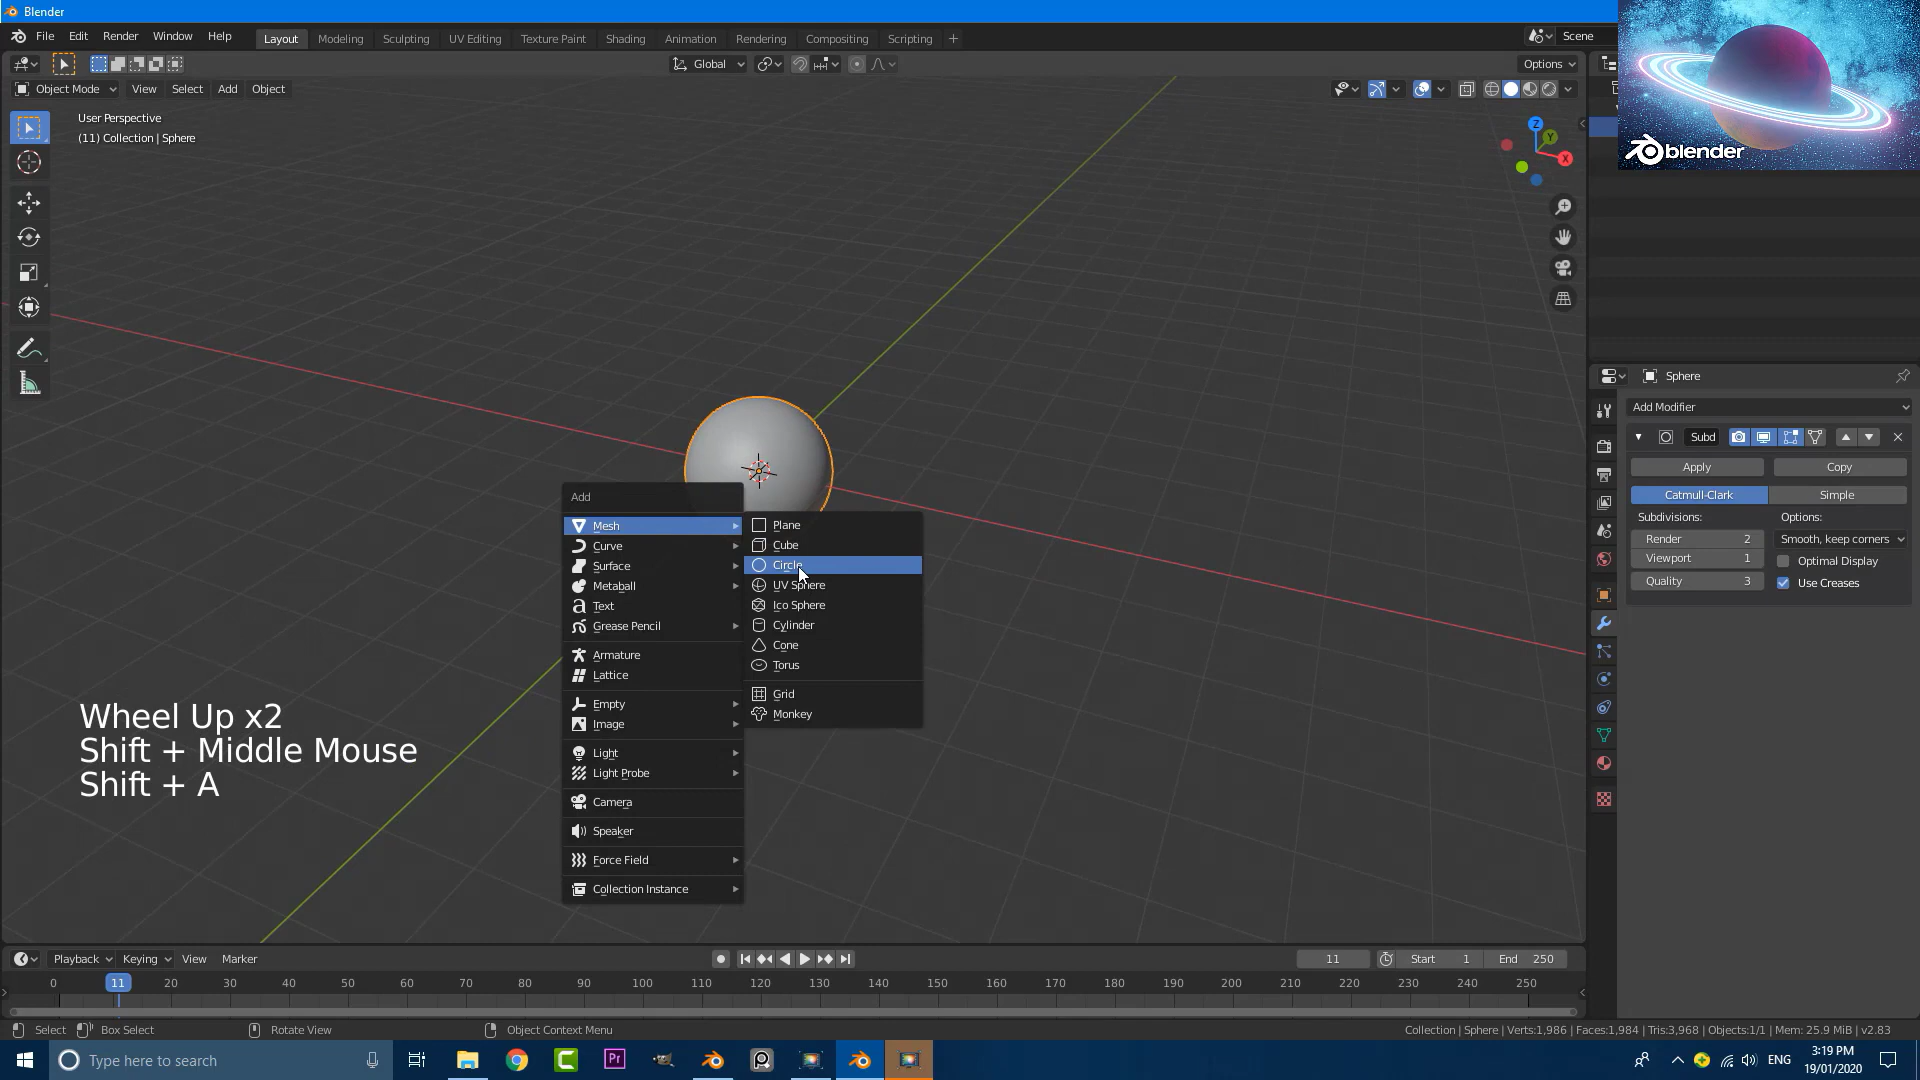 Blender
File Edit Render Window Help
Layout Modeling Sculpting UV Editing Texture Paint Shading Animation Rendering Compositing Scripting +
Scene
Global
Options
Object Mode View Select Add Object
User Perspective
(11) Collection | Sphere
Z
Y
X
blender
Sphere
Add Modifier
Subd
Apply Copy
Catmull-Clark Simple
Subdivisions: Options:
Render 2 Smooth, keep corners
Viewport 1 Optimal Display
Quality 3 Use Creases
Add
Mesh
Curve
Surface
Metaball
Text
Grease Pencil
Armature
Lattice
Empty
Image
Light
Light Probe
Camera
Speaker
Force Field
Collection Instance
Plane
Cube
Circle
UV Sphere
Ico Sphere
Cylinder
Cone
Torus
Grid
Monkey
Wheel Up x2
Shift + Middle Mouse
Shift + A
Playback Keying View Marker
11 Start 1 End 250
0 11 20 30 40 50 60 70 80 90 100 110 120 130 140 150 160 170 180 190 200 210 220 230 240 250
Select Box Select Rotate View Object Context Menu
Collection | Sphere | Verts:1,986 | Faces:1,984 | Tris:3,968 | Objects:1/1 | Mem: 25.9 MiB | v2.83
Type here to search
Pr
ENG
3:19 PM
19/01/2020